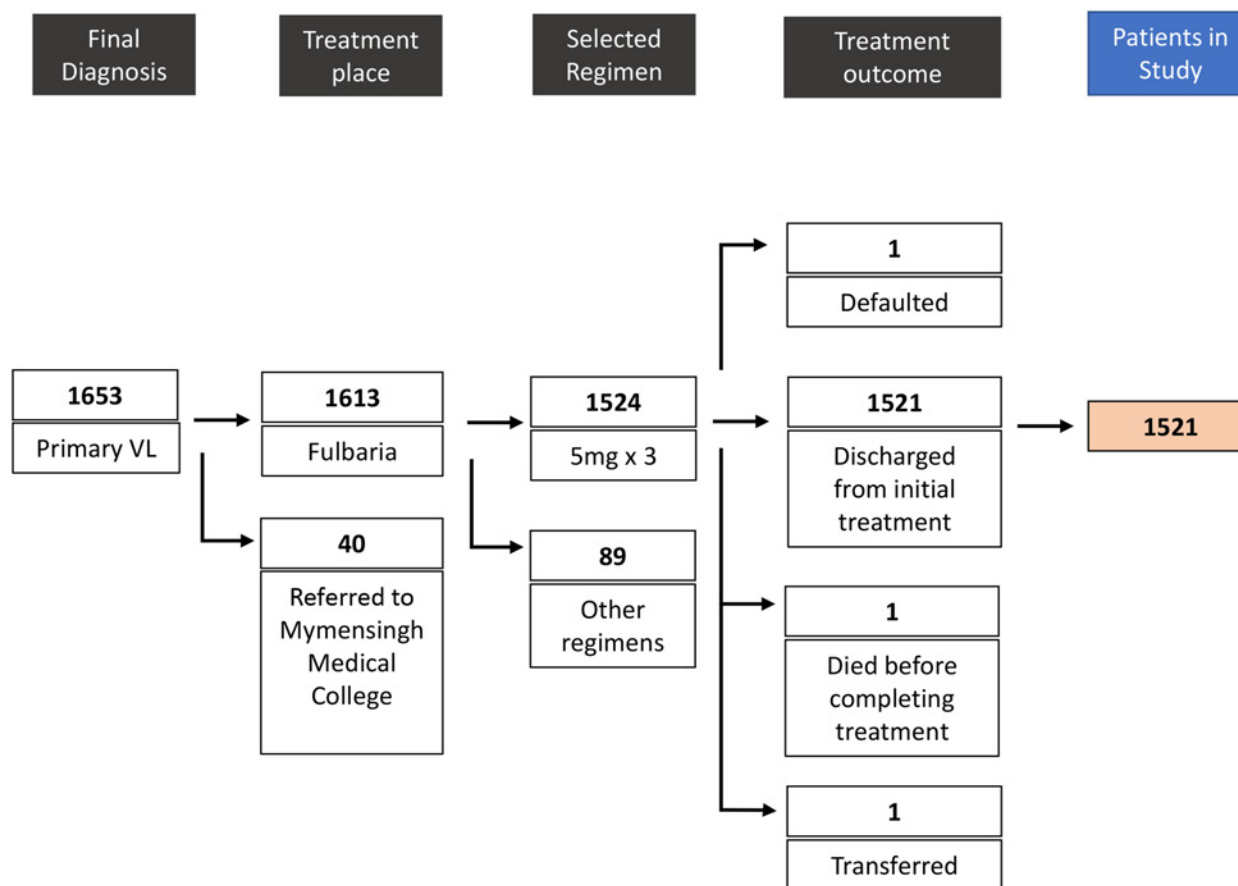 Final
Diagnosis
Treatment
place
Selected
Regimen
Treatment
outcome
Patients in
Study
1653
Primary VL
1613
Fulbaria
40
Referred to
Mymensingh
Medical
College
1524
5mg x 3
89
Other
regimens
1
Defaulted
1521
Discharged
from initial
treatment
1
Died before
completing
treatment
1
Transferred
1521